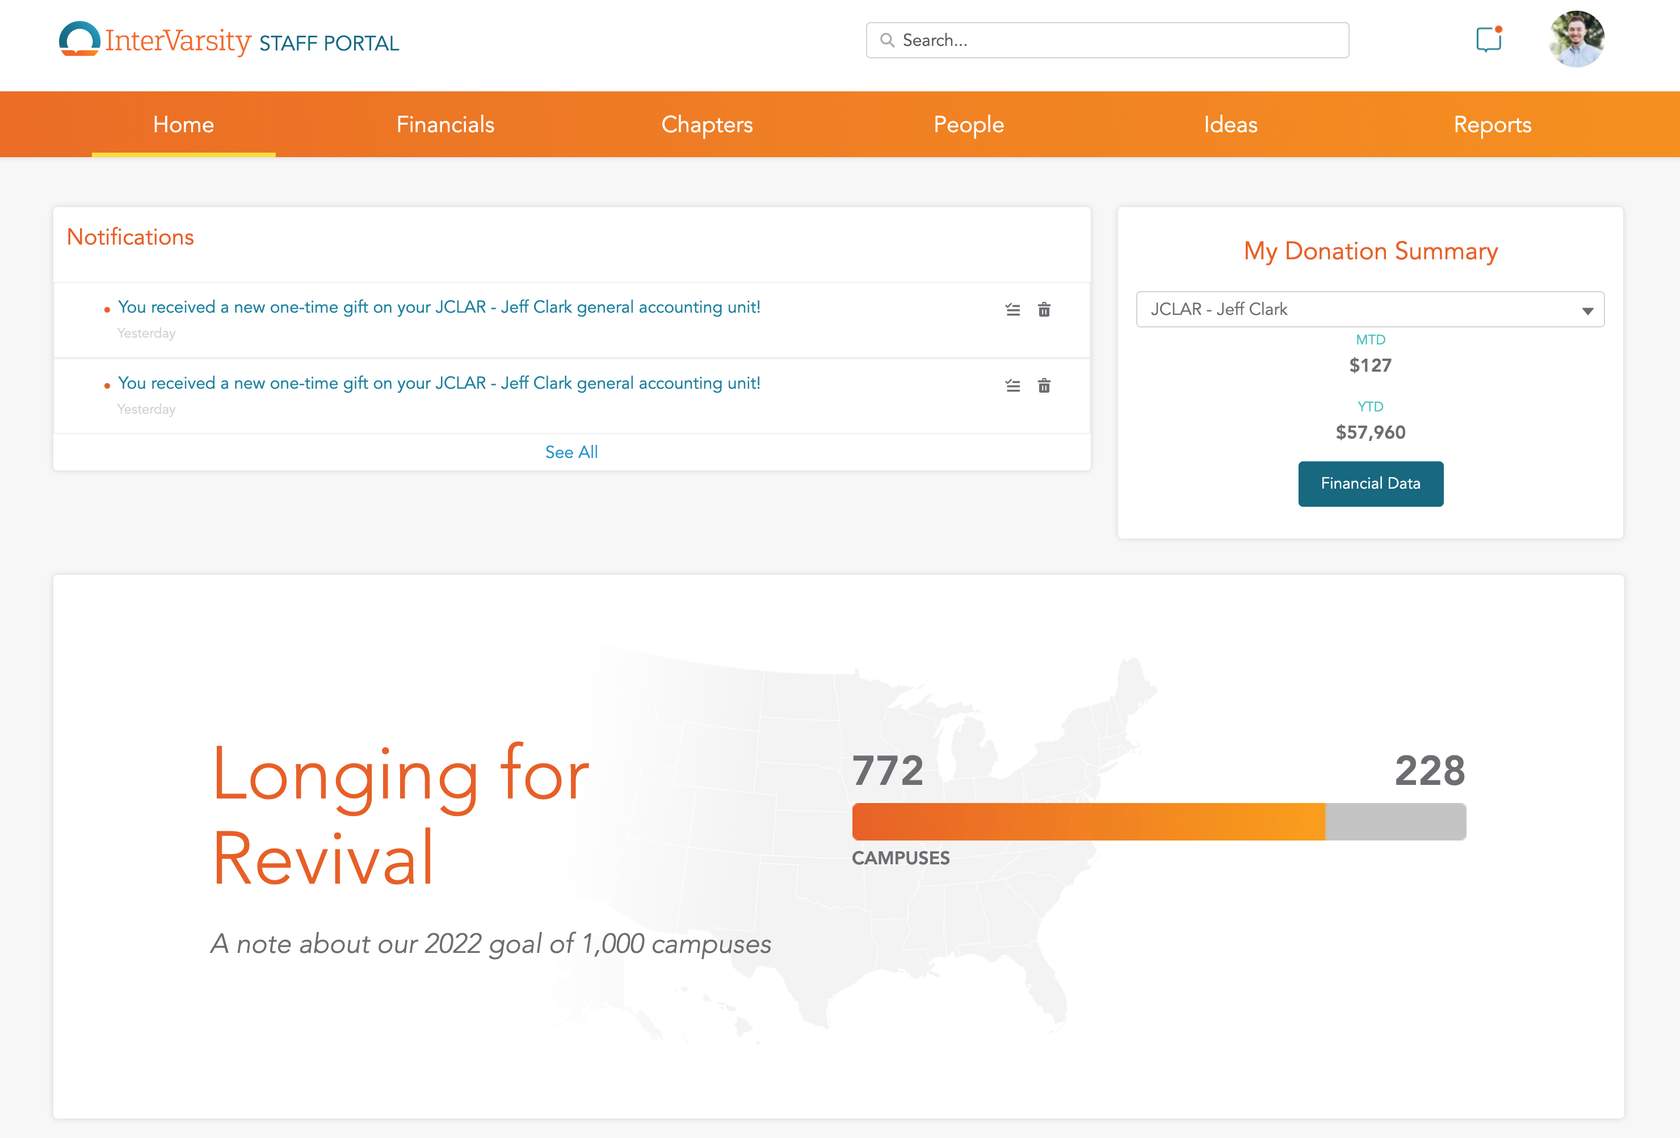 InterVarsity STAFF PORTAL
Search...
Home
Financials
Chapters
People
Ideas
Reports
Notifications
You received a new one-time gift on your JCLAR - Jeff Clark general accounting unit!
Yesterday
You received a new one-time gift on your JCLAR - Jeff Clark general accounting unit!
Yesterday
See All
My Donation Summary
JCLAR - Jeff Clark
MTD
$127
YTD
$57,960
Financial Data
Longing for
Revival
A note about our 2022 goal of 1,000 campuses
772
228
CAMPUSES